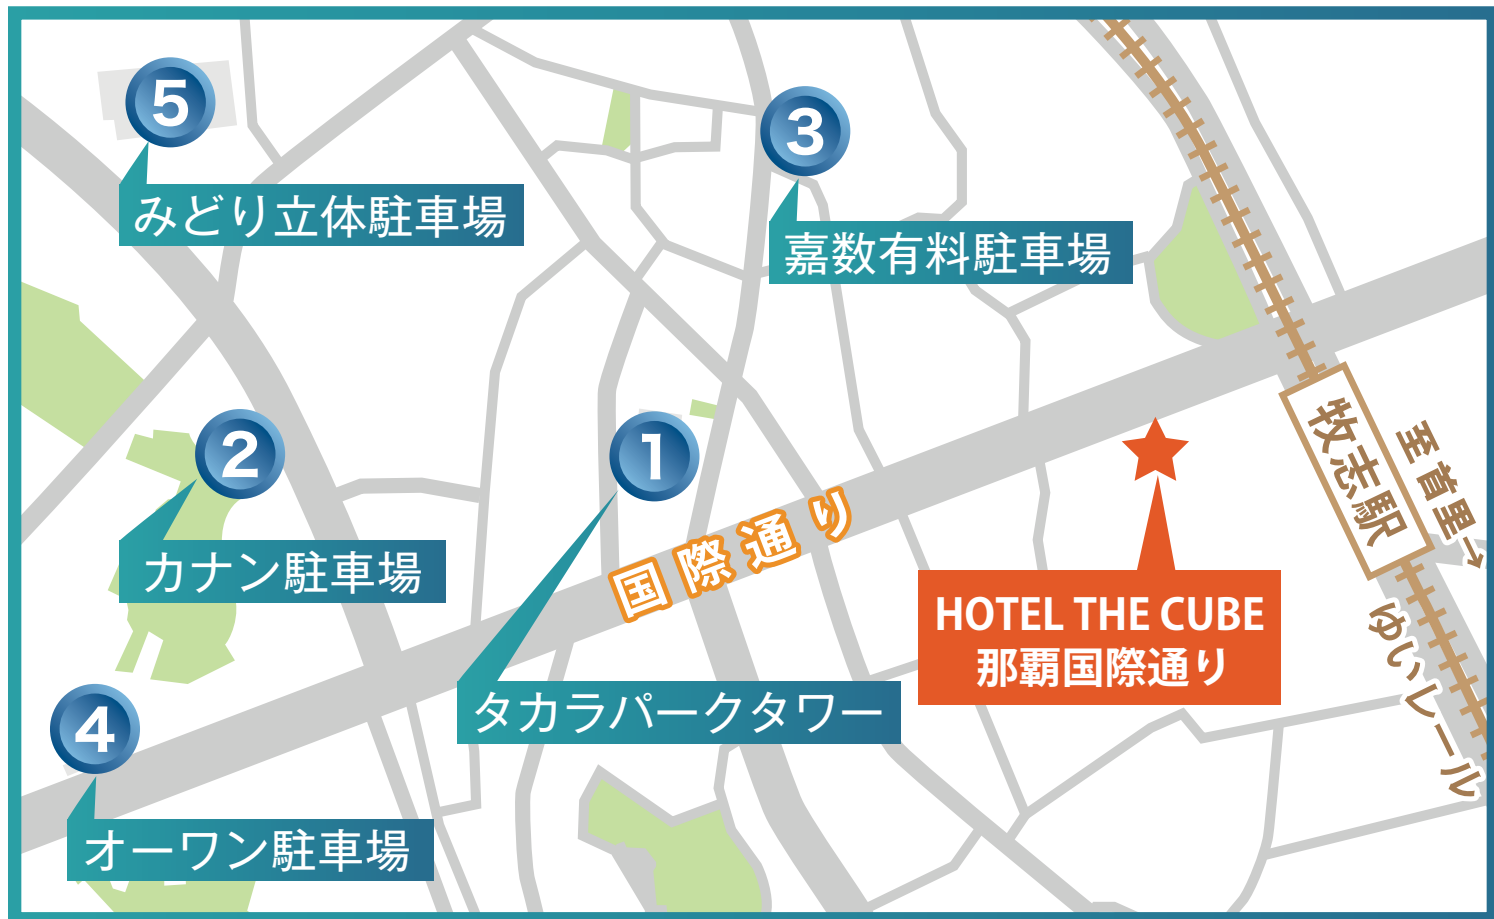 5
みどり立体駐車場
3
嘉数有料駐車場
2
カナン駐車場
1
タカラパークタワー
国際通り
4
オーワン駐車場
HOTEL THE CUBE
那覇国際通り
牧志駅
至首里→
ゆいレール